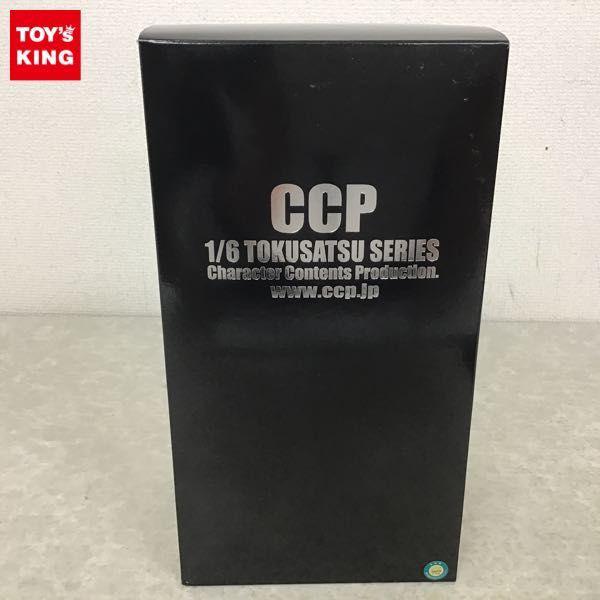 TOY's
KING
CCP
1/6 TOKUSATSU SERIES
Character Contents Production.
www.ccp.jp